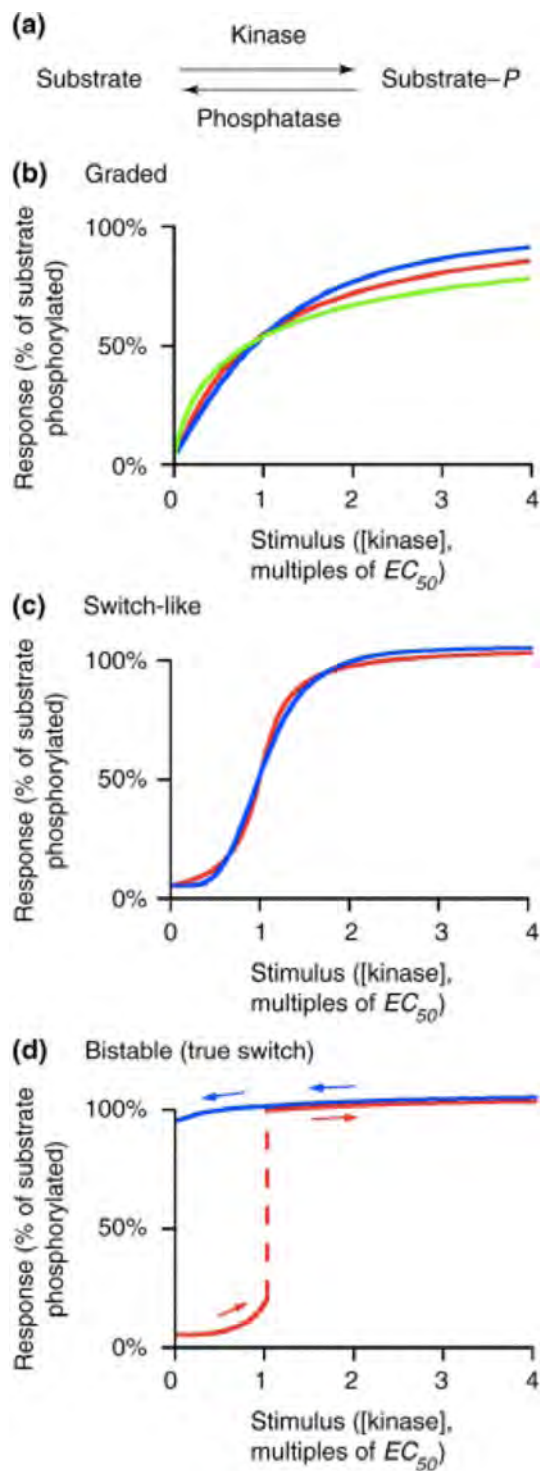 (a)
Kinase
Substrate
Substrate–P
Phosphatase
(b) Graded
Response (% of substrate
phosphorylated)
100%
50%
0%
0 1 2 3 4
Stimulus ([kinase],
multiples of EC50)
(c) Switch-like
Response (% of substrate
phosphorylated)
100%
50%
0%
0 1 2 3 4
Stimulus ([kinase],
multiples of EC50)
(d) Bistable (true switch)
Response (% of substrate
phosphorylated)
100%
50%
0%
0 1 2 3 4
Stimulus ([kinase],
multiples of EC50)